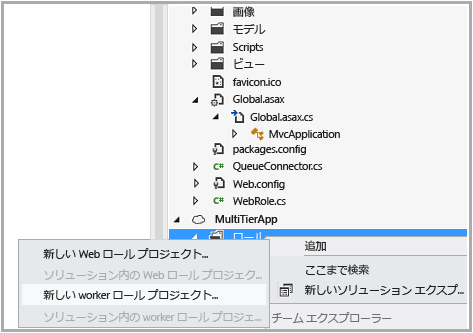 画像
モデル
Scripts
ビュー
favicon.ico
Global.asax
Global.asax.cs
MvcApplication
packages.config
C# QueueConnector.cs
Web.config
C# WebRole.cs
MultiTierApp
ロール
追加
ここまで検索
新しいソリューション エクスプ...
チーム エクスプローラー
新しい Web ロール プロジェクト...
ソリューション内の Web ロール プロジェク...
新しい worker ロール プロジェクト...
ソリューション内の worker ロール プロジェ...